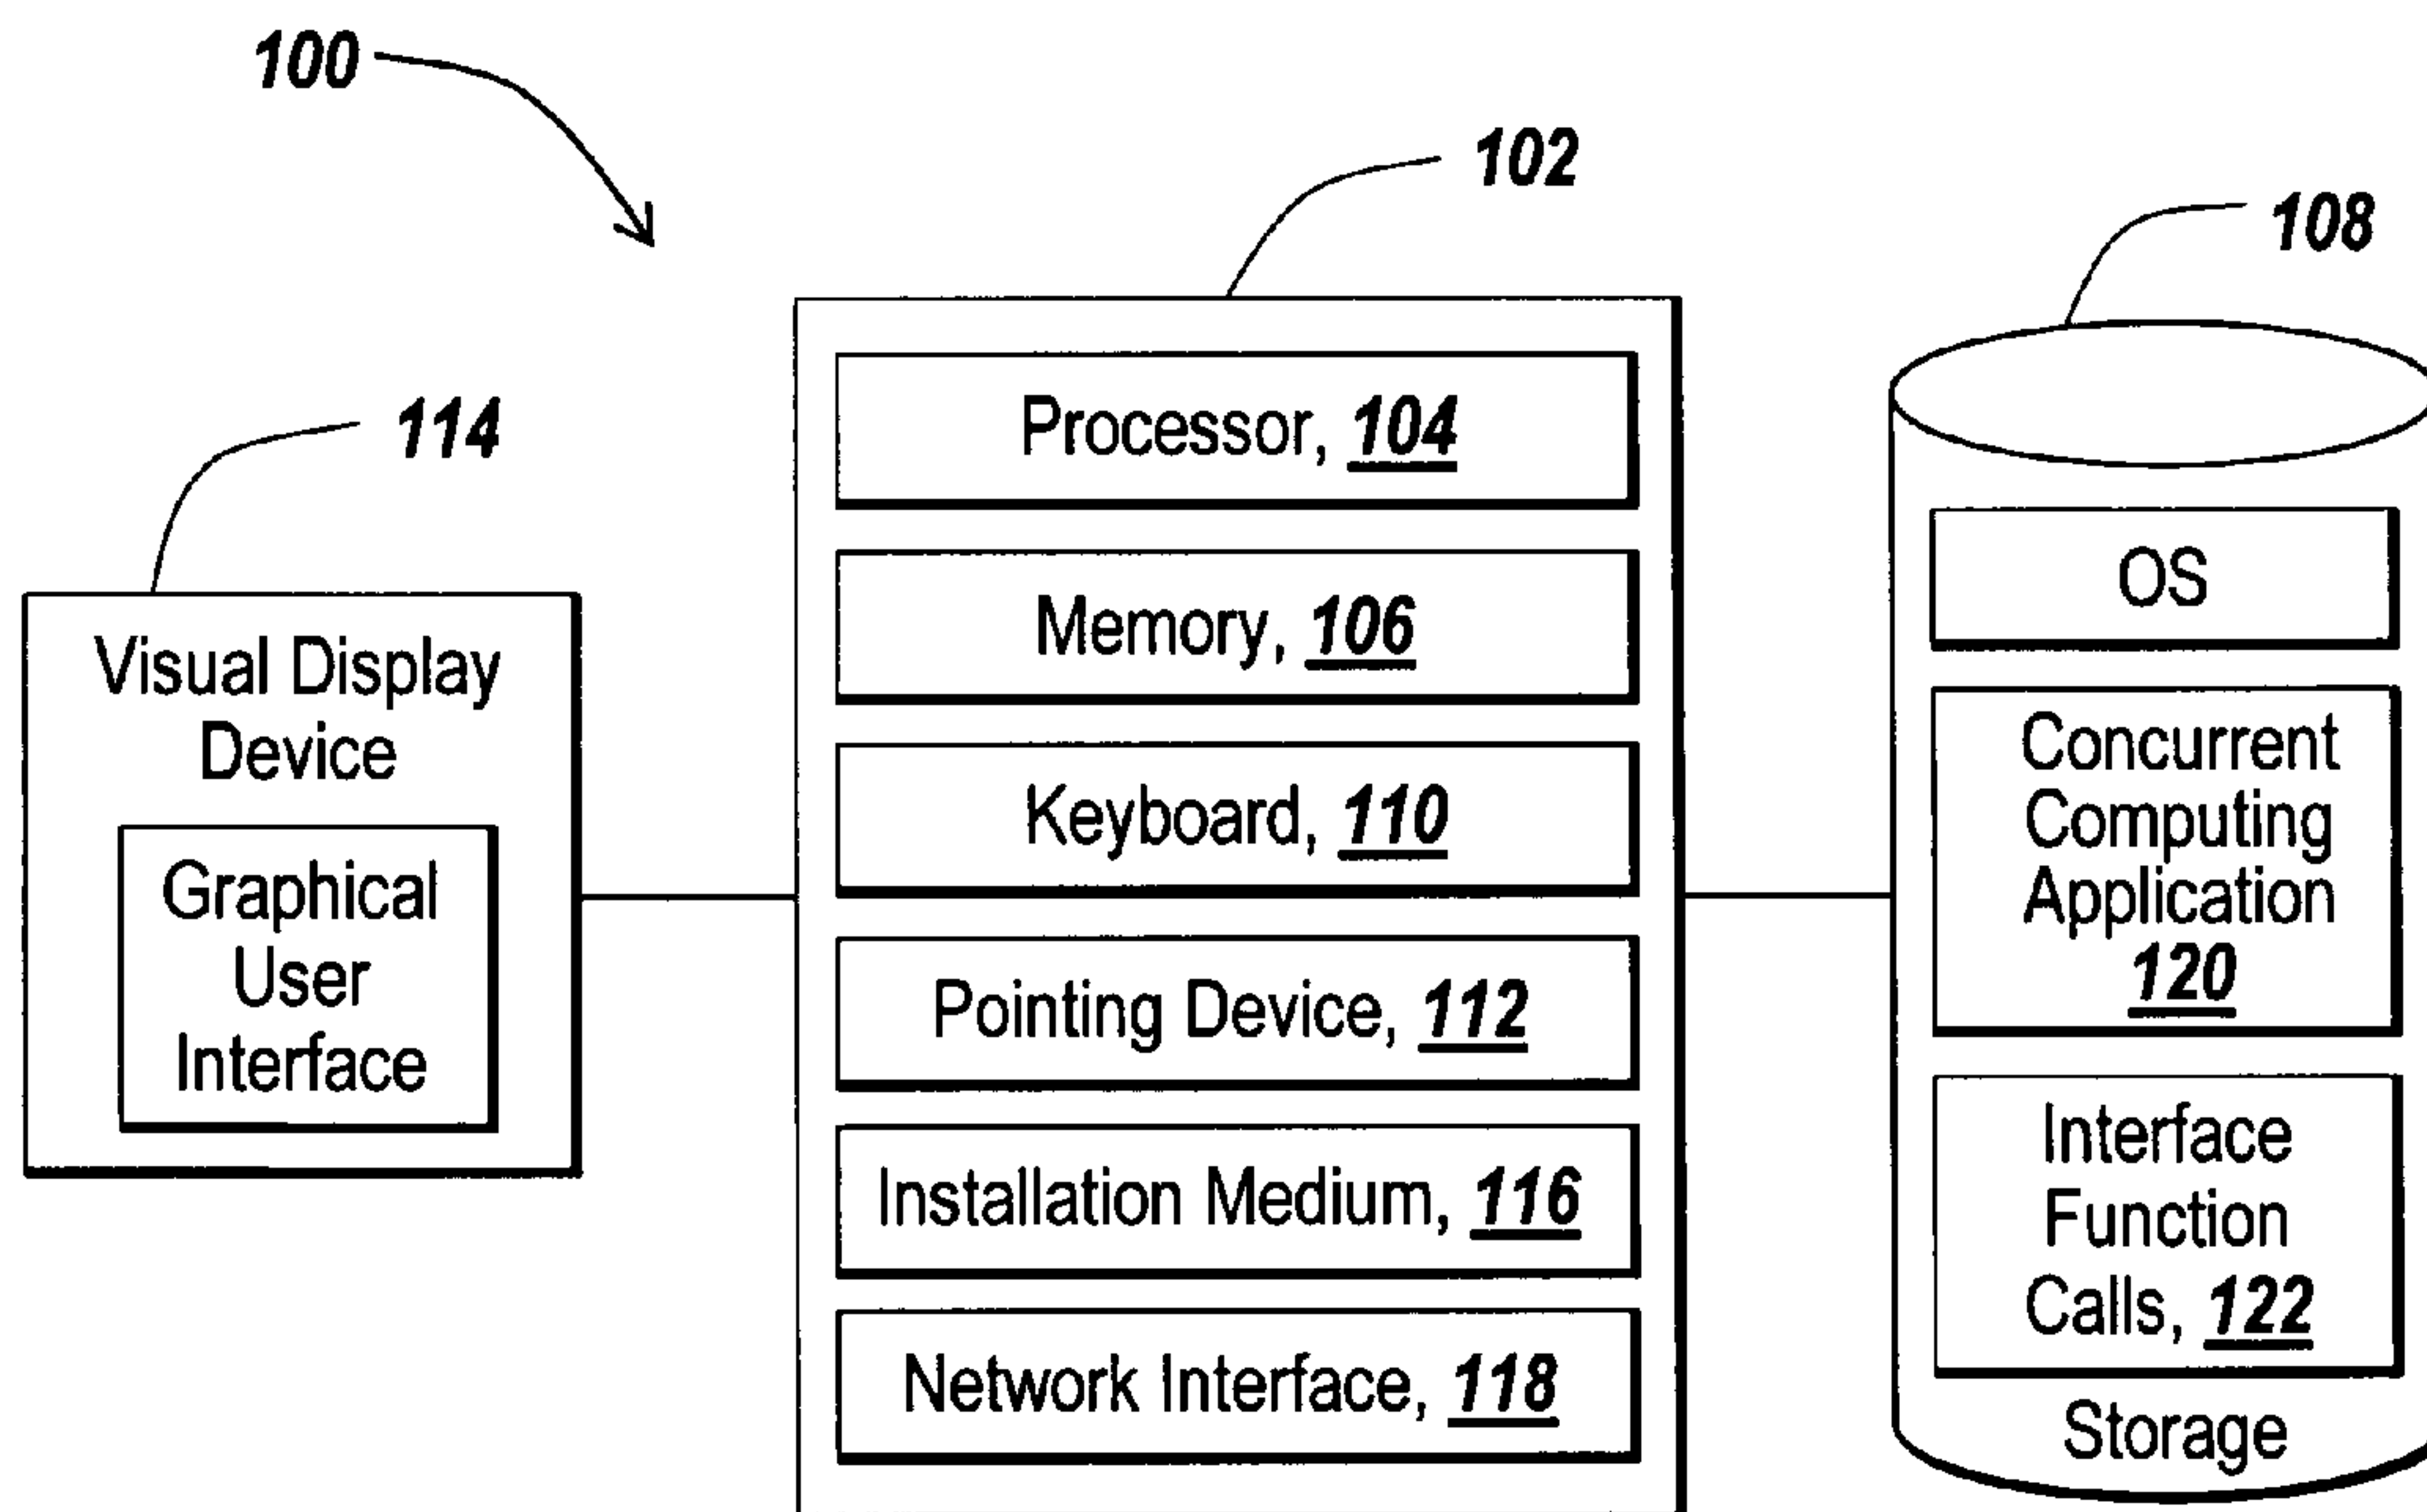 100
102
108
114
Visual Display
Device
Graphical
User
Interface
Processor, 104
Memory, 106
Keyboard, 110
Pointing Device, 112
Installation Medium, 116
Network Interface, 118
OS
Concurrent
Computing
Application
120
Interface
Function
Calls, 122
Storage